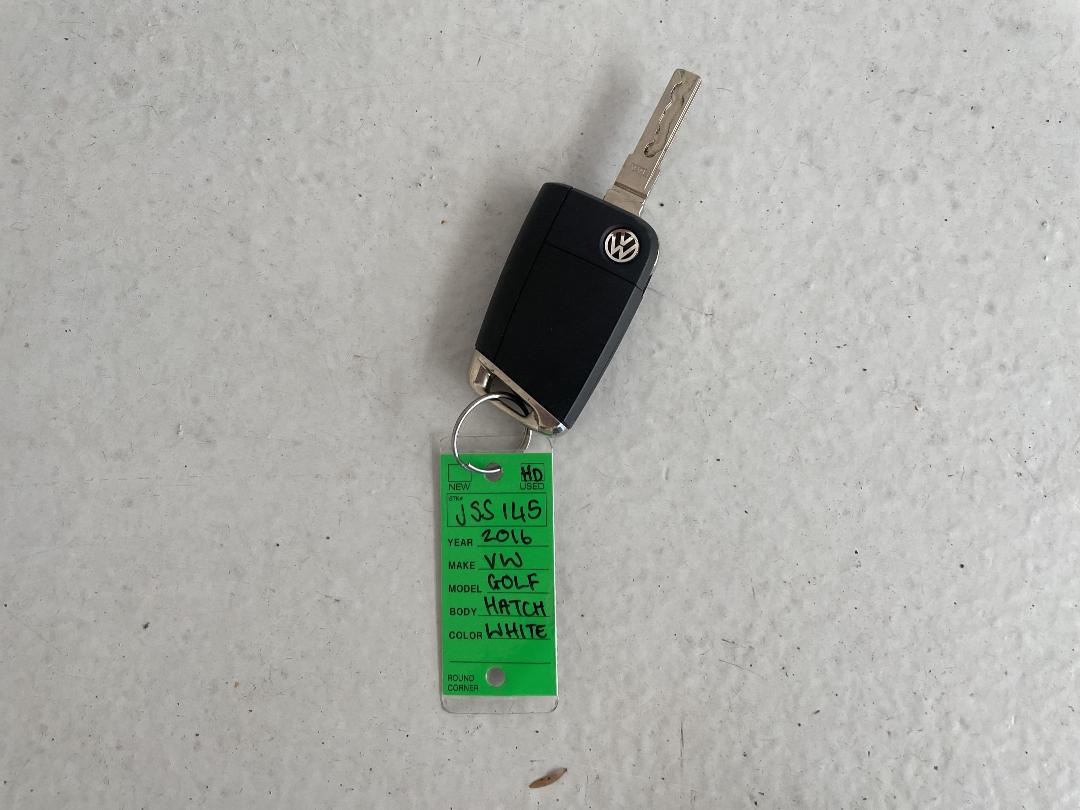 HD
NEW USED
STK#
JSS 145
YEAR 2016
MAKE VW
MODEL GOLF
BODY HATCH
COLOR WHITE
ROUND
CORNER